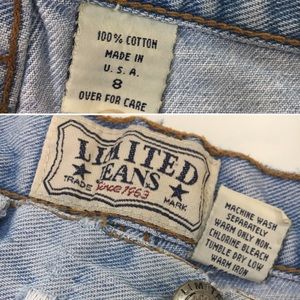 100% COTTON
MADE IN
U. S. A.
8
OVER FOR CARE
LIMITED
JEANS
TRADE Since 1963 MARK
MACHINE WASH
SEPARATELY
WARM ONLY NON-
CHLORINE BLEACH
TUMBLE DRY LOW
WARM IRON
LIMITED